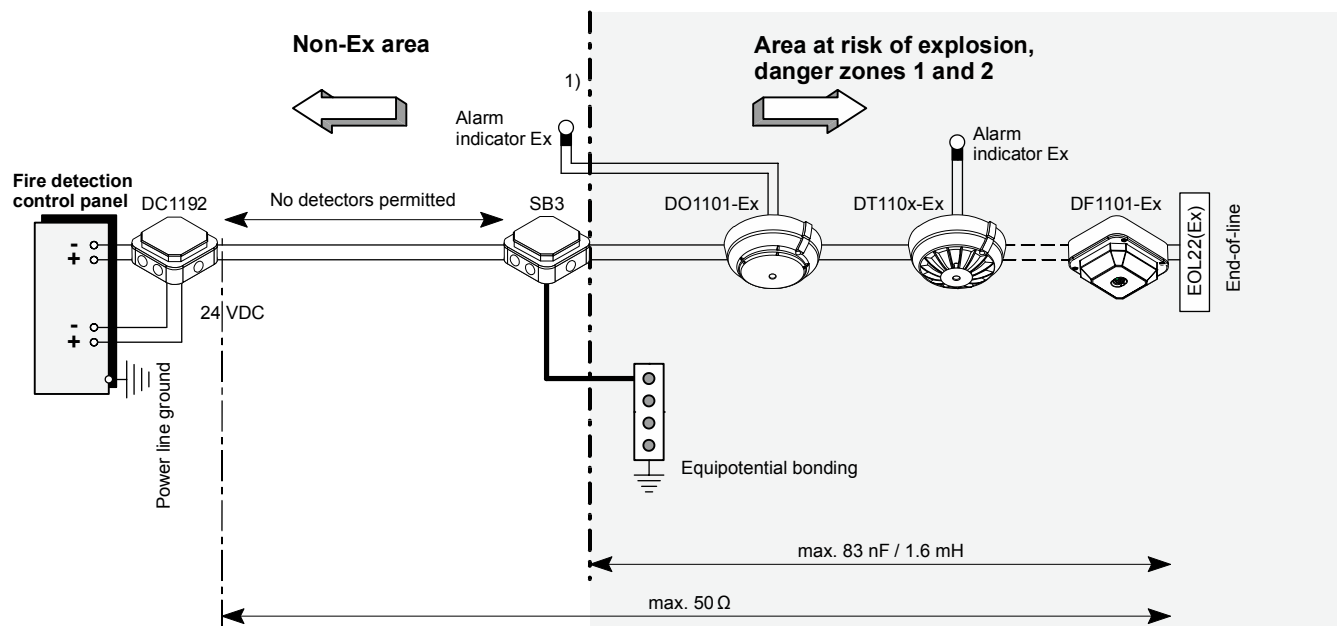 Non-Ex area
Area at risk of explosion,
danger zones 1 and 2
1)
Alarm
indicator Ex
Alarm
indicator Ex
Fire detection
control panel
DC1192
No detectors permitted
SB3
DO1101-Ex
DT110x-Ex
DF1101-Ex
-
+
EOL22(Ex)
End-of-line
24 VDC
-
+
Power line ground
Equipotential bonding
max. 83 nF / 1.6 mH
max. 50 Ω